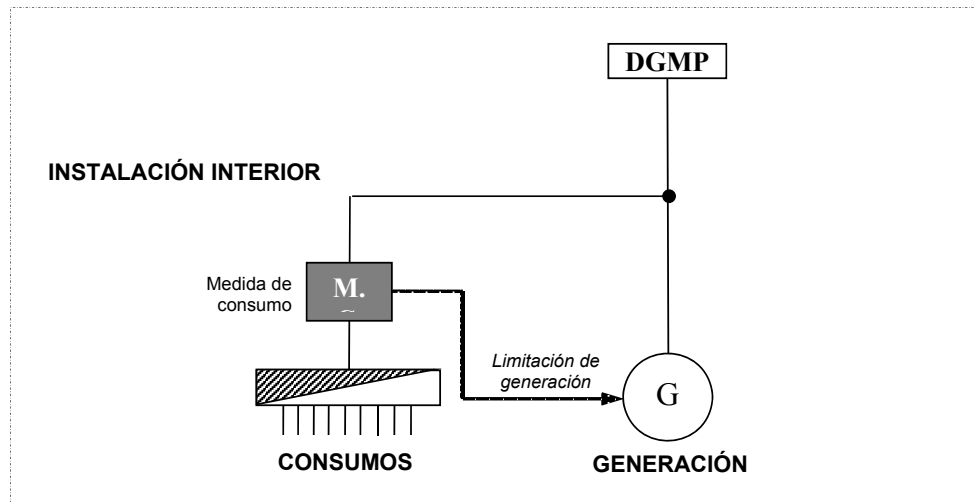 DGMP
INSTALACIÓN INTERIOR
Medida de
consumo
M.
~
Limitación de
generación
G
CONSUMOS
GENERACIÓN